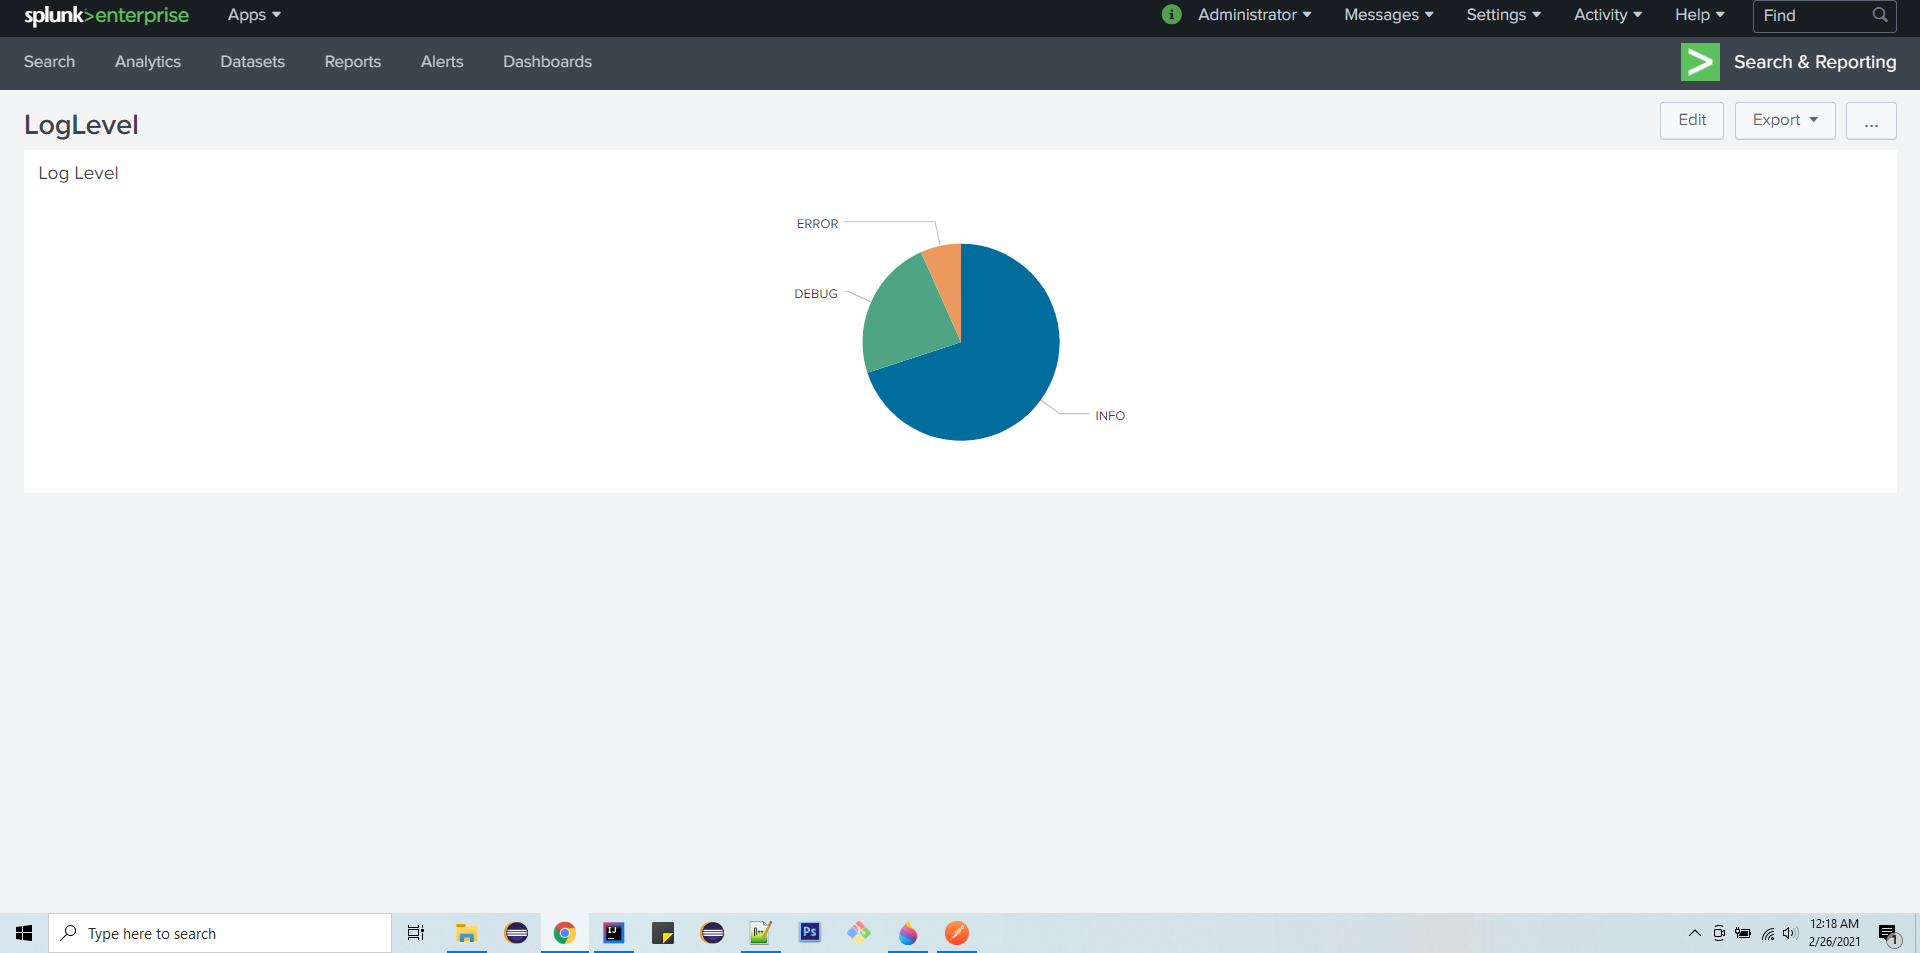 splunk>enterprise Apps Administrator Messages Settings Activity Help Find
Search Analytics Datasets Reports Alerts Dashboards Search & Reporting
LogLevel Edit Export ...
Log Level
ERROR
DEBUG
INFO
Type here to search
12:18 AM
2/26/2021
1